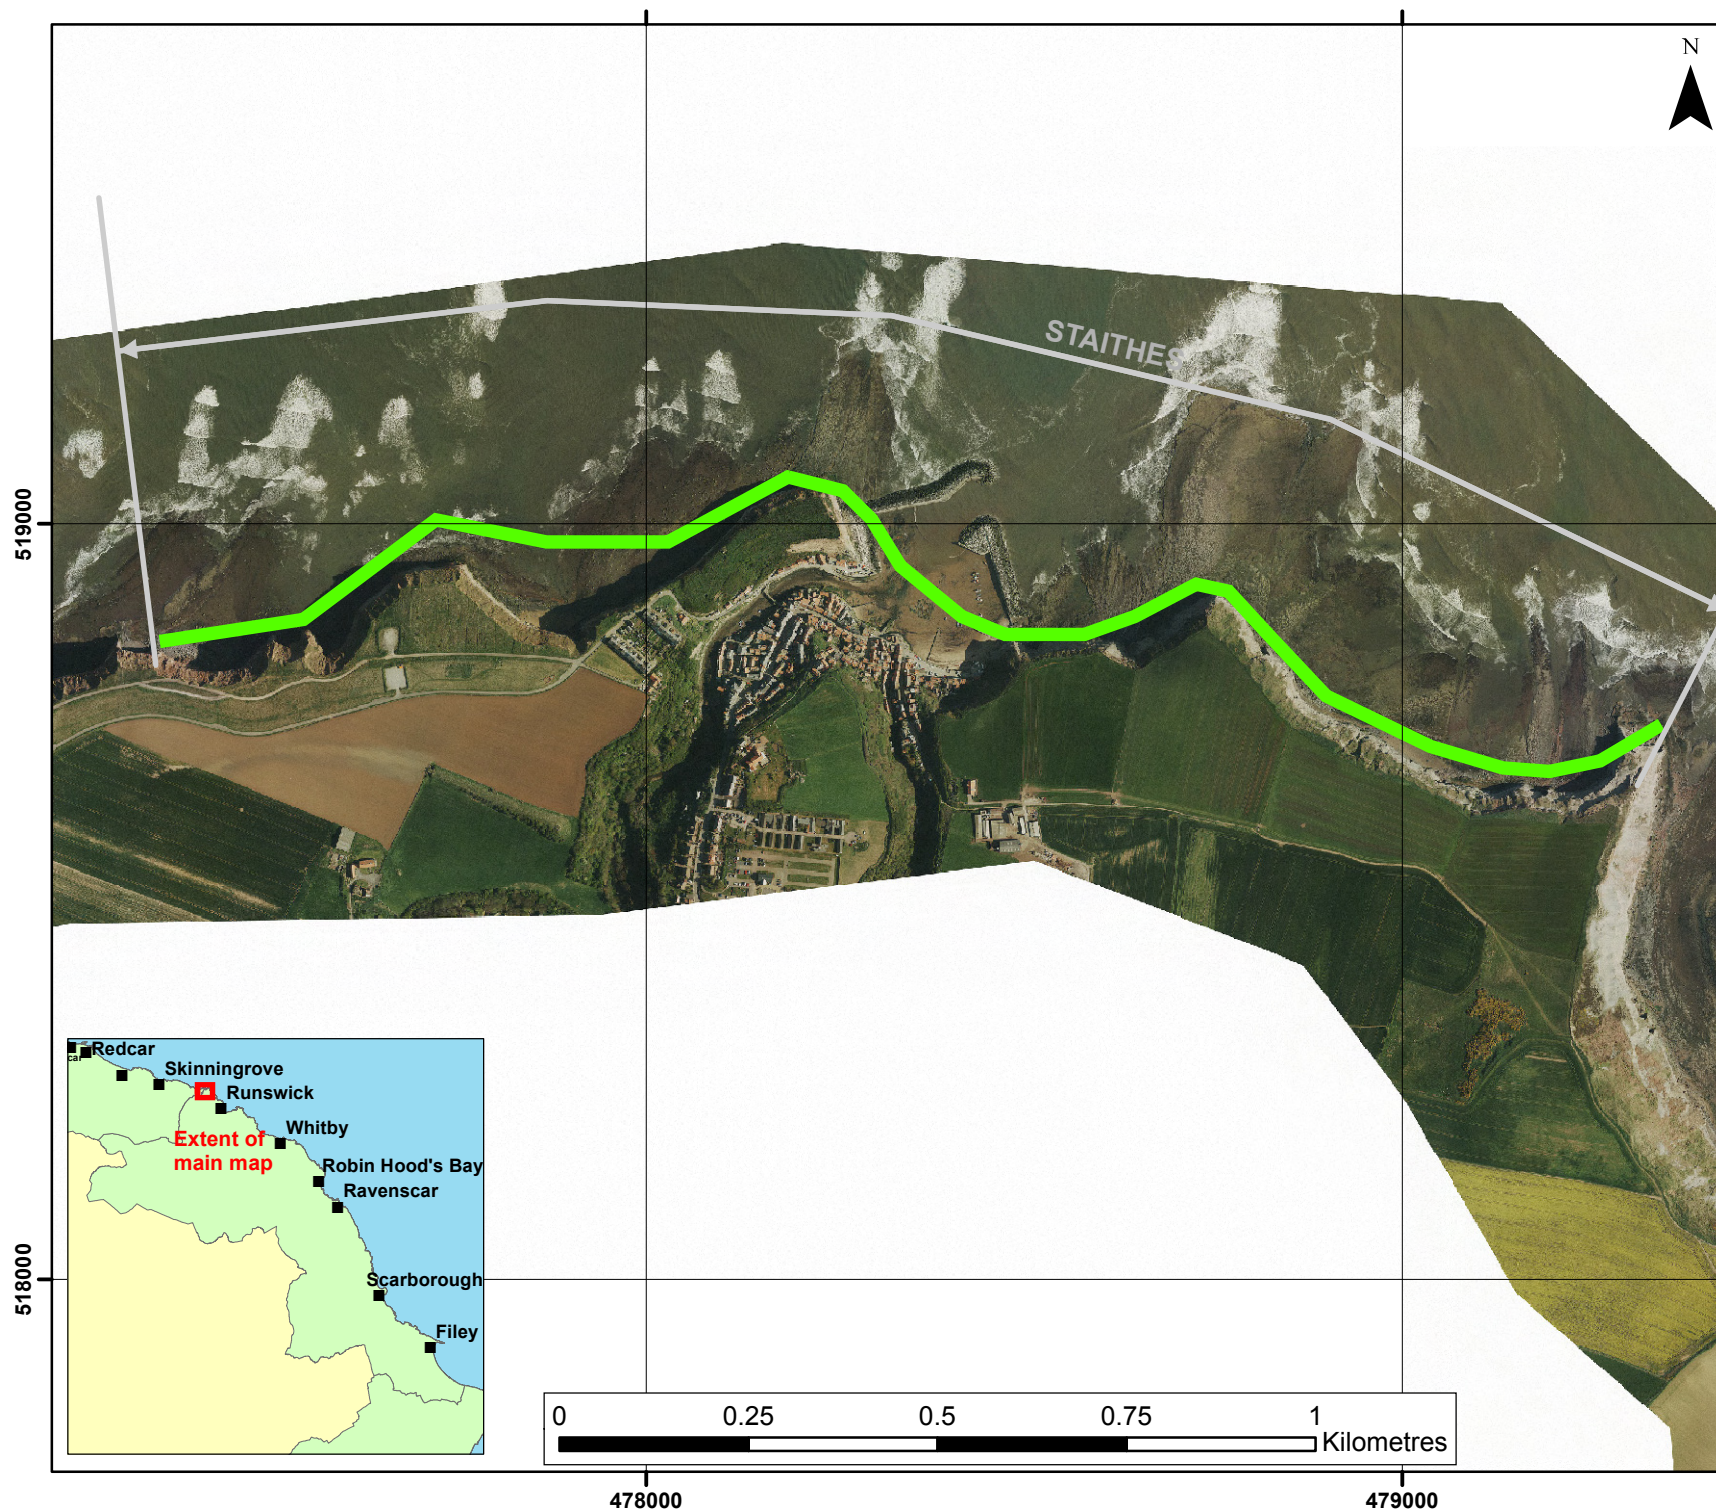 N
STAITHES
519000
518000
car
Redcar
Skinningrove
Runswick
Extent of
main map
Whitby
Robin Hood's Bay
Ravenscar
Scarborough
Filey
0 0.25 0.5 0.75 1
Kilometres
478000 479000